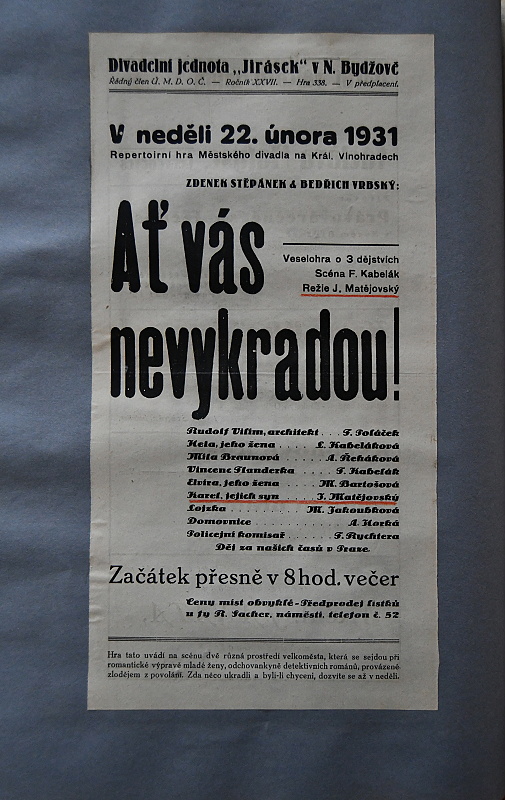 Divadelní jednota „Jirásek“ v N. Bydžově
Řádný člen Ú. M. D. O. Č. — Ročník XXVII. — Hra 338. — V předplacení.
V neděli 22. února 1931
Repertoirní hra Městského divadla na Král. Vinohradech
ZDENEK ŠTĚPÁNEK & BEDŘICH VRBSKÝ:
Ať vás
Veselohra o 3 dějstvích
Scéna F. Kabelák
Režie J. Matějovský
nevykradou!
Rudolf Vilim, architekt . . . F. Poláček
Heta, jeho žena . . . . . L. Kabeláková
Mita Braunová . . . . . A. Řeháková
Vincenc Flanderka . . . . F. Kabelák
Elvíra, jeho žena . . . . M. Bartošová
Karel, jejich syn . . . . J. Matějovský
Lojzka . . . . . . . . M. Jakoubková
Domovnice . . . . . . . . A. Horká
Policejní komisař . . . . F. Rychtera
Děj za našich časů v Praze.
Začátek přesně v 8 hod. večer
Ceny míst obvyklé - Předprodej lístků
u fy R. Sacher, náměstí, telefon č. 52
Hra tato uvádí na scénu dvě různá prostředí velkoměsta, která se sejdou při
romantické výpravě mladé ženy, odchovankyně detektivních románů, provázené
zlodějem z povolání. Zda něco ukradli a byli-li chyceni, dozvíte se až v neděli.